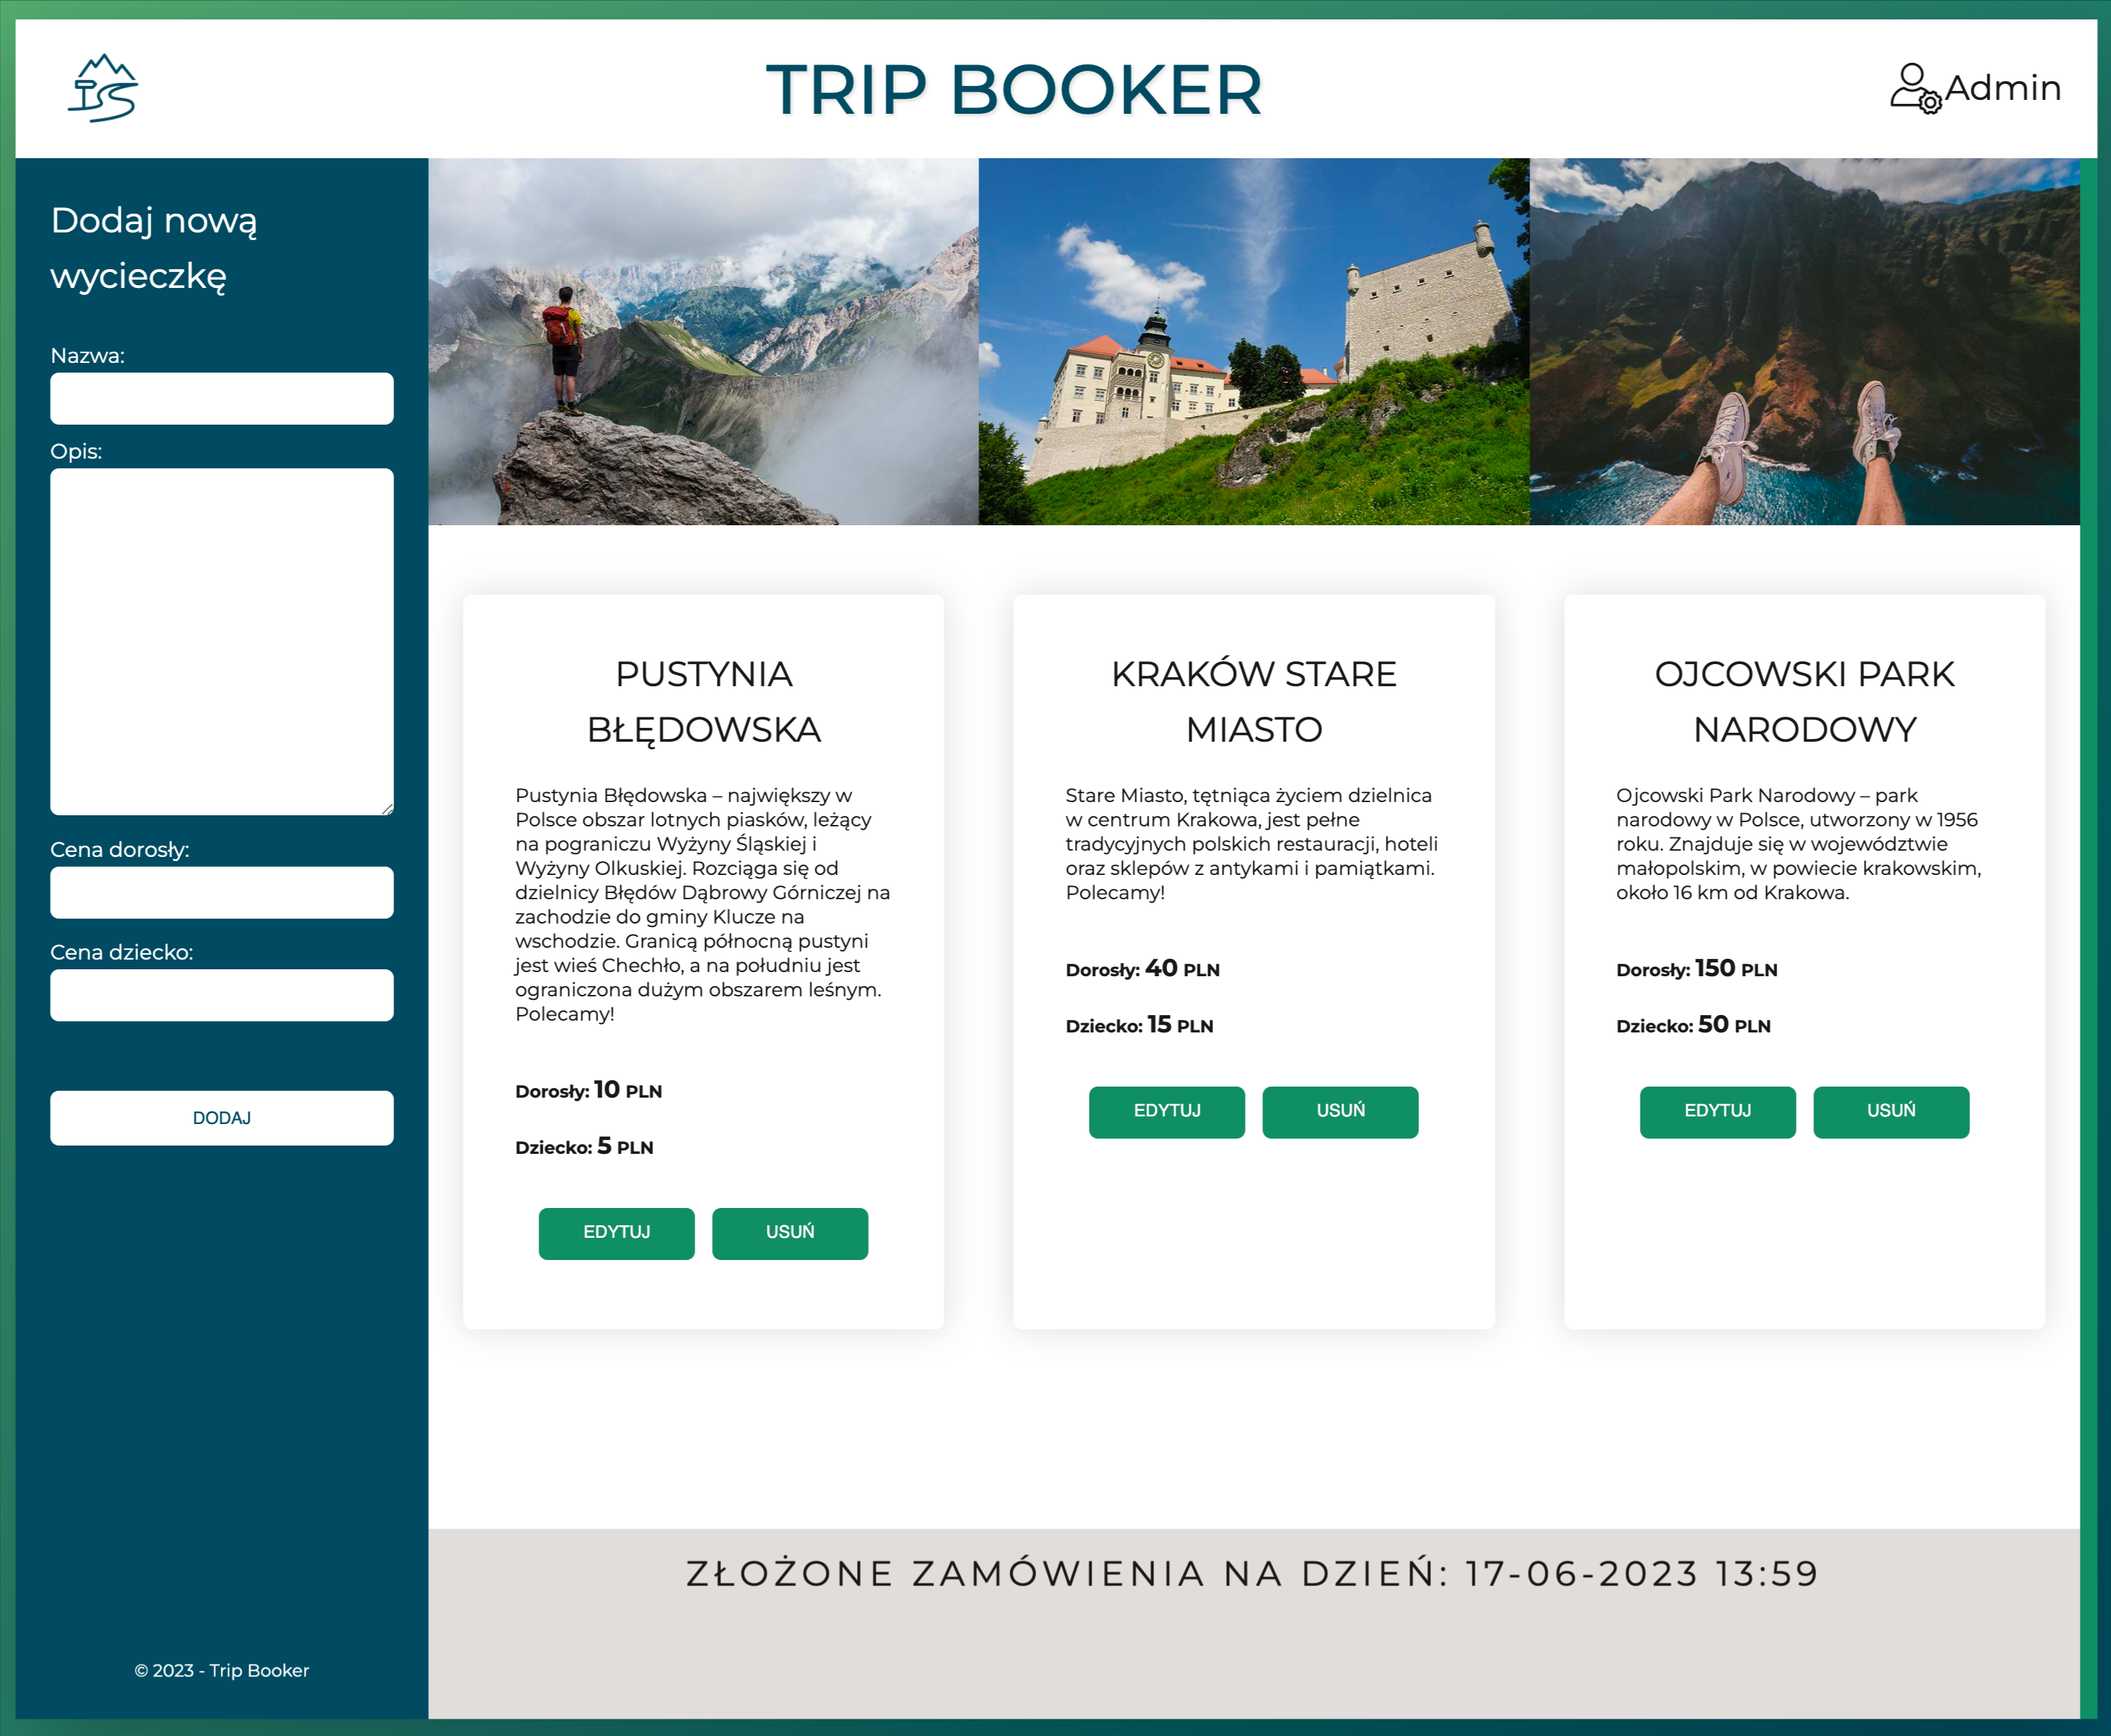 TRIP BOOKER
Admin
Dodaj nową
wycieczkę
Nazwa:
Opis:
Cena dorosły:
Cena dziecko:
DODAJ
© 2023 - Trip Booker
PUSTYNIA
BŁĘDOWSKA
Pustynia Błędowska – największy w
Polsce obszar lotnych piasków, leżący
na pograniczu Wyżyny Śląskiej i
Wyżyny Olkuskiej. Rozciąga się od
dzielnicy Błędów Dąbrowy Górniczej na
zachodzie do gminy Klucze na
wschodzie. Granicą północną pustyni
jest wieś Chechło, a na południu jest
ograniczona dużym obszarem leśnym.
Polecamy!
Dorosły: 10 PLN
Dziecko: 5 PLN
EDYTUJ USUŃ
KRAKÓW STARE
MIASTO
Stare Miasto, tętniąca życiem dzielnica
w centrum Krakowa, jest pełne
tradycyjnych polskich restauracji, hoteli
oraz sklepów z antykami i pamiątkami.
Polecamy!
Dorosły: 40 PLN
Dziecko: 15 PLN
EDYTUJ USUŃ
OJCOWSKI PARK
NARODOWY
Ojcowski Park Narodowy – park
narodowy w Polsce, utworzony w 1956
roku. Znajduje się w województwie
małopolskim, w powiecie krakowskim,
około 16 km od Krakowa.
Dorosły: 150 PLN
Dziecko: 50 PLN
EDYTUJ USUŃ
ZŁOŻONE ZAMÓWIENIA NA DZIEŃ: 17-06-2023 13:59